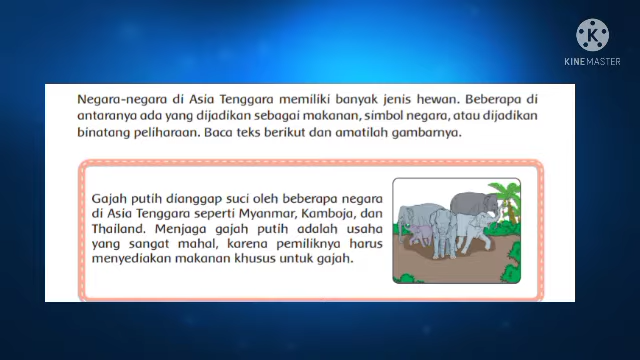 K
KINEMASTER
Negara-negara di Asia Tenggara memiliki banyak jenis hewan. Beberapa di
antaranya ada yang dijadikan sebagai makanan, simbol negara, atau dijadikan
binatang peliharaan. Baca teks berikut dan amatilah gambarnya.
Gajah putih dianggap suci oleh beberapa negara
di Asia Tenggara seperti Myanmar, Kamboja, dan
Thailand. Menjaga gajah putih adalah usaha
yang sangat mahal, karena pemiliknya harus
menyediakan makanan khusus untuk gajah.